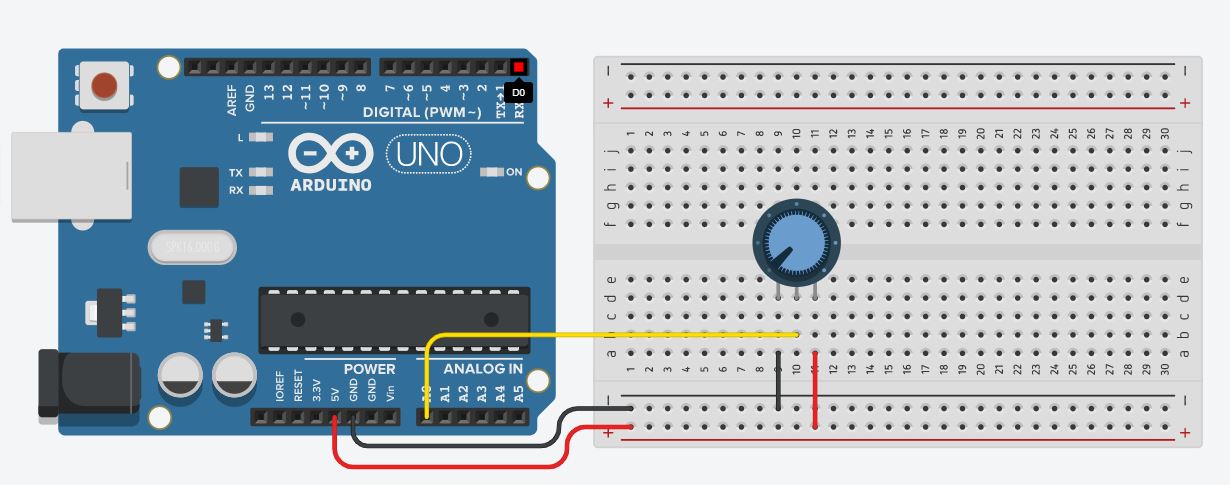 AREF GND 13 12 ~11 ~10 ~9 8 7 ~6 ~5 4 ~3 2 TX→1
D0
DIGITAL (PWM~)
L
TX
RX
ARDUINO
UNO
ON
SPK16.000G
IOREF RESET 3.3V 5V GND GND Vin
POWER
ANALOG IN
A0 A1 A2 A3 A4 A5
− −
+ +
1 2 3 4 5 6 7 8 9 10 11 12 13 14 15 16 17 18 19 20 21 22 23 24 25 26 27 28 29 30
j j
i i
h h
g g
f f
e e
d d
c c
b b
a a
1 2 3 4 5 6 7 8 9 10 11 12 13 14 15 16 17 18 19 20 21 22 23 24 25 26 27 28 29 30
− −
+ +